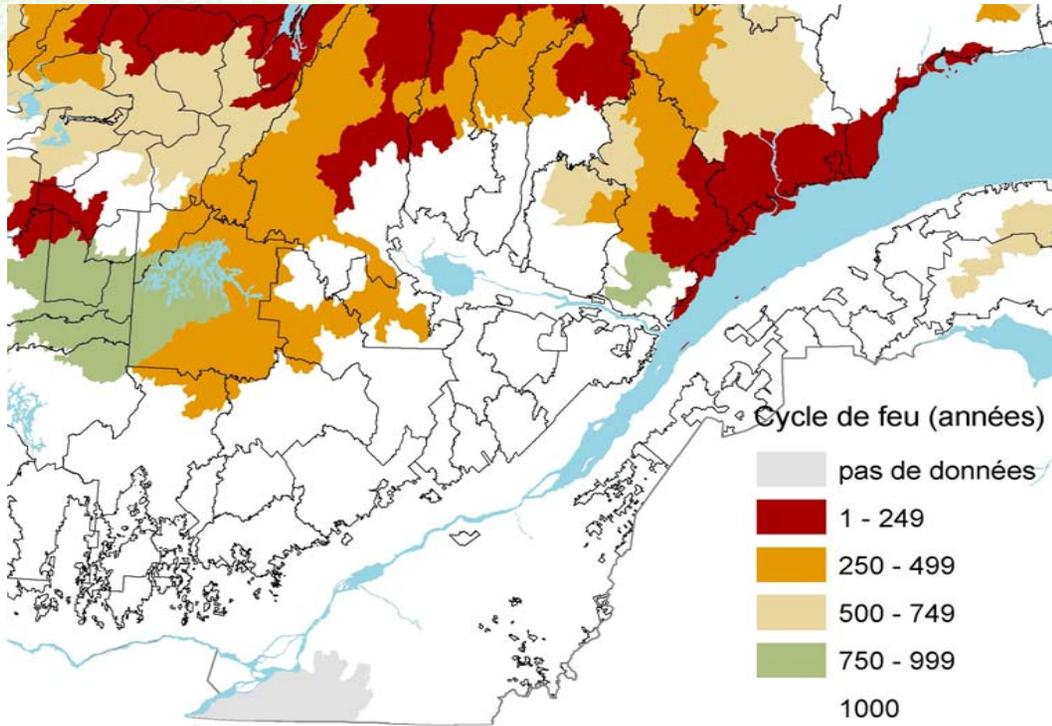 Cycle de feu (années)
pas de données
1 - 249
250 - 499
500 - 749
750 - 999
1000